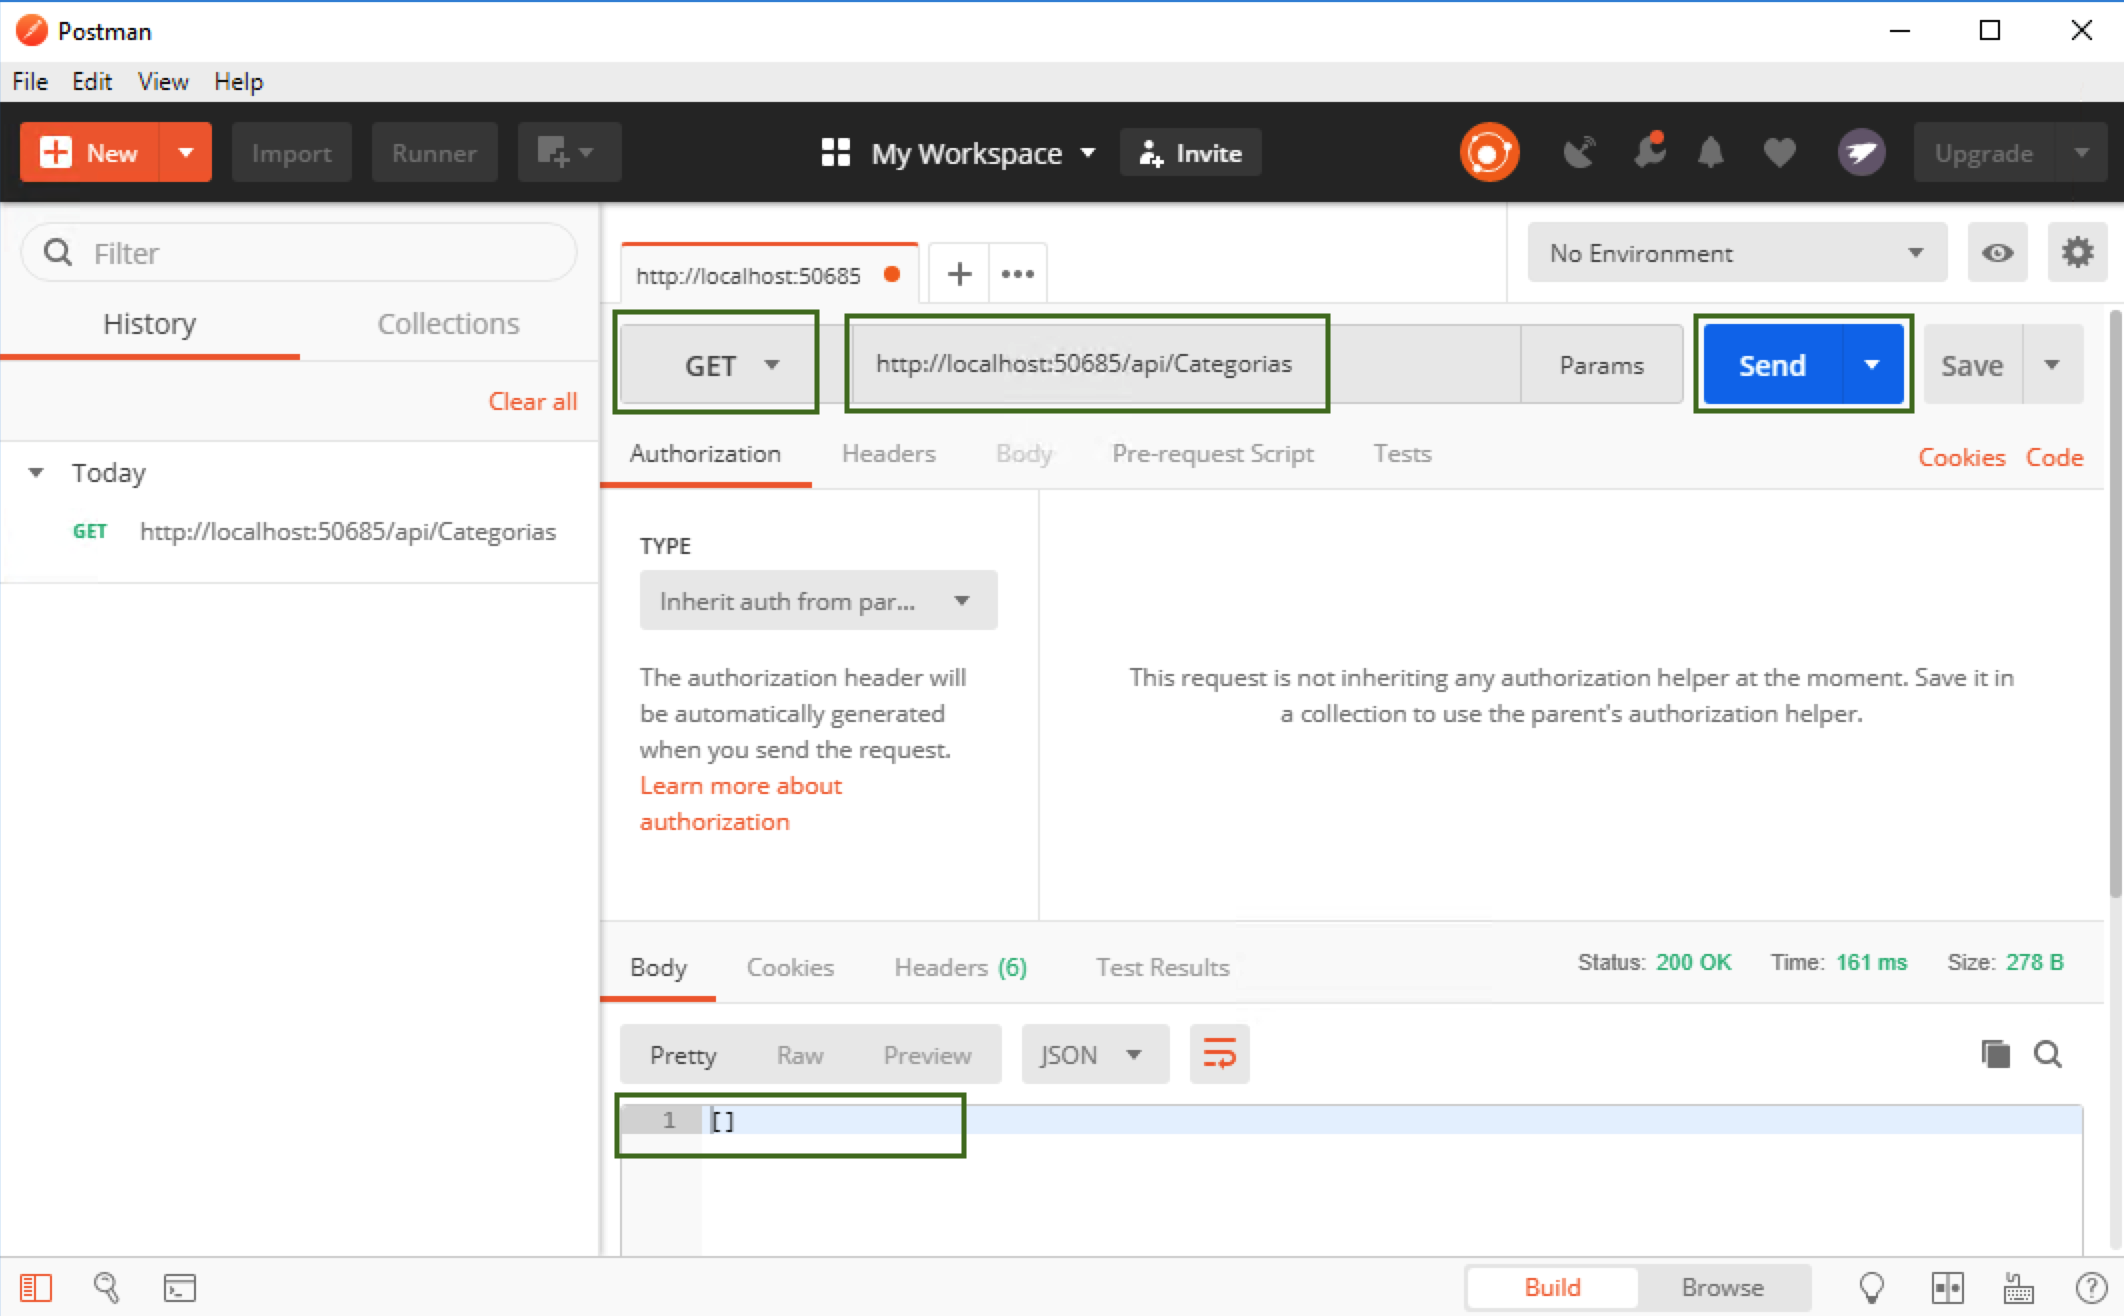 Postman
File Edit View Help
New Import Runner My Workspace Invite Upgrade
Filter
History Collections
Clear all
Today
GET http://localhost:50685/api/Categorias
http://localhost:50685 + •••
No Environment
GET http://localhost:50685/api/Categorias Params Send Save
Authorization Headers Body Pre-request Script Tests Cookies Code
TYPE
Inherit auth from par...
The authorization header will
be automatically generated
when you send the request.
Learn more about
authorization
This request is not inheriting any authorization helper at the moment. Save it in
a collection to use the parent's authorization helper.
Body Cookies Headers (6) Test Results Status: 200 OK Time: 161 ms Size: 278 B
Pretty Raw Preview JSON
1 []
Build Browse